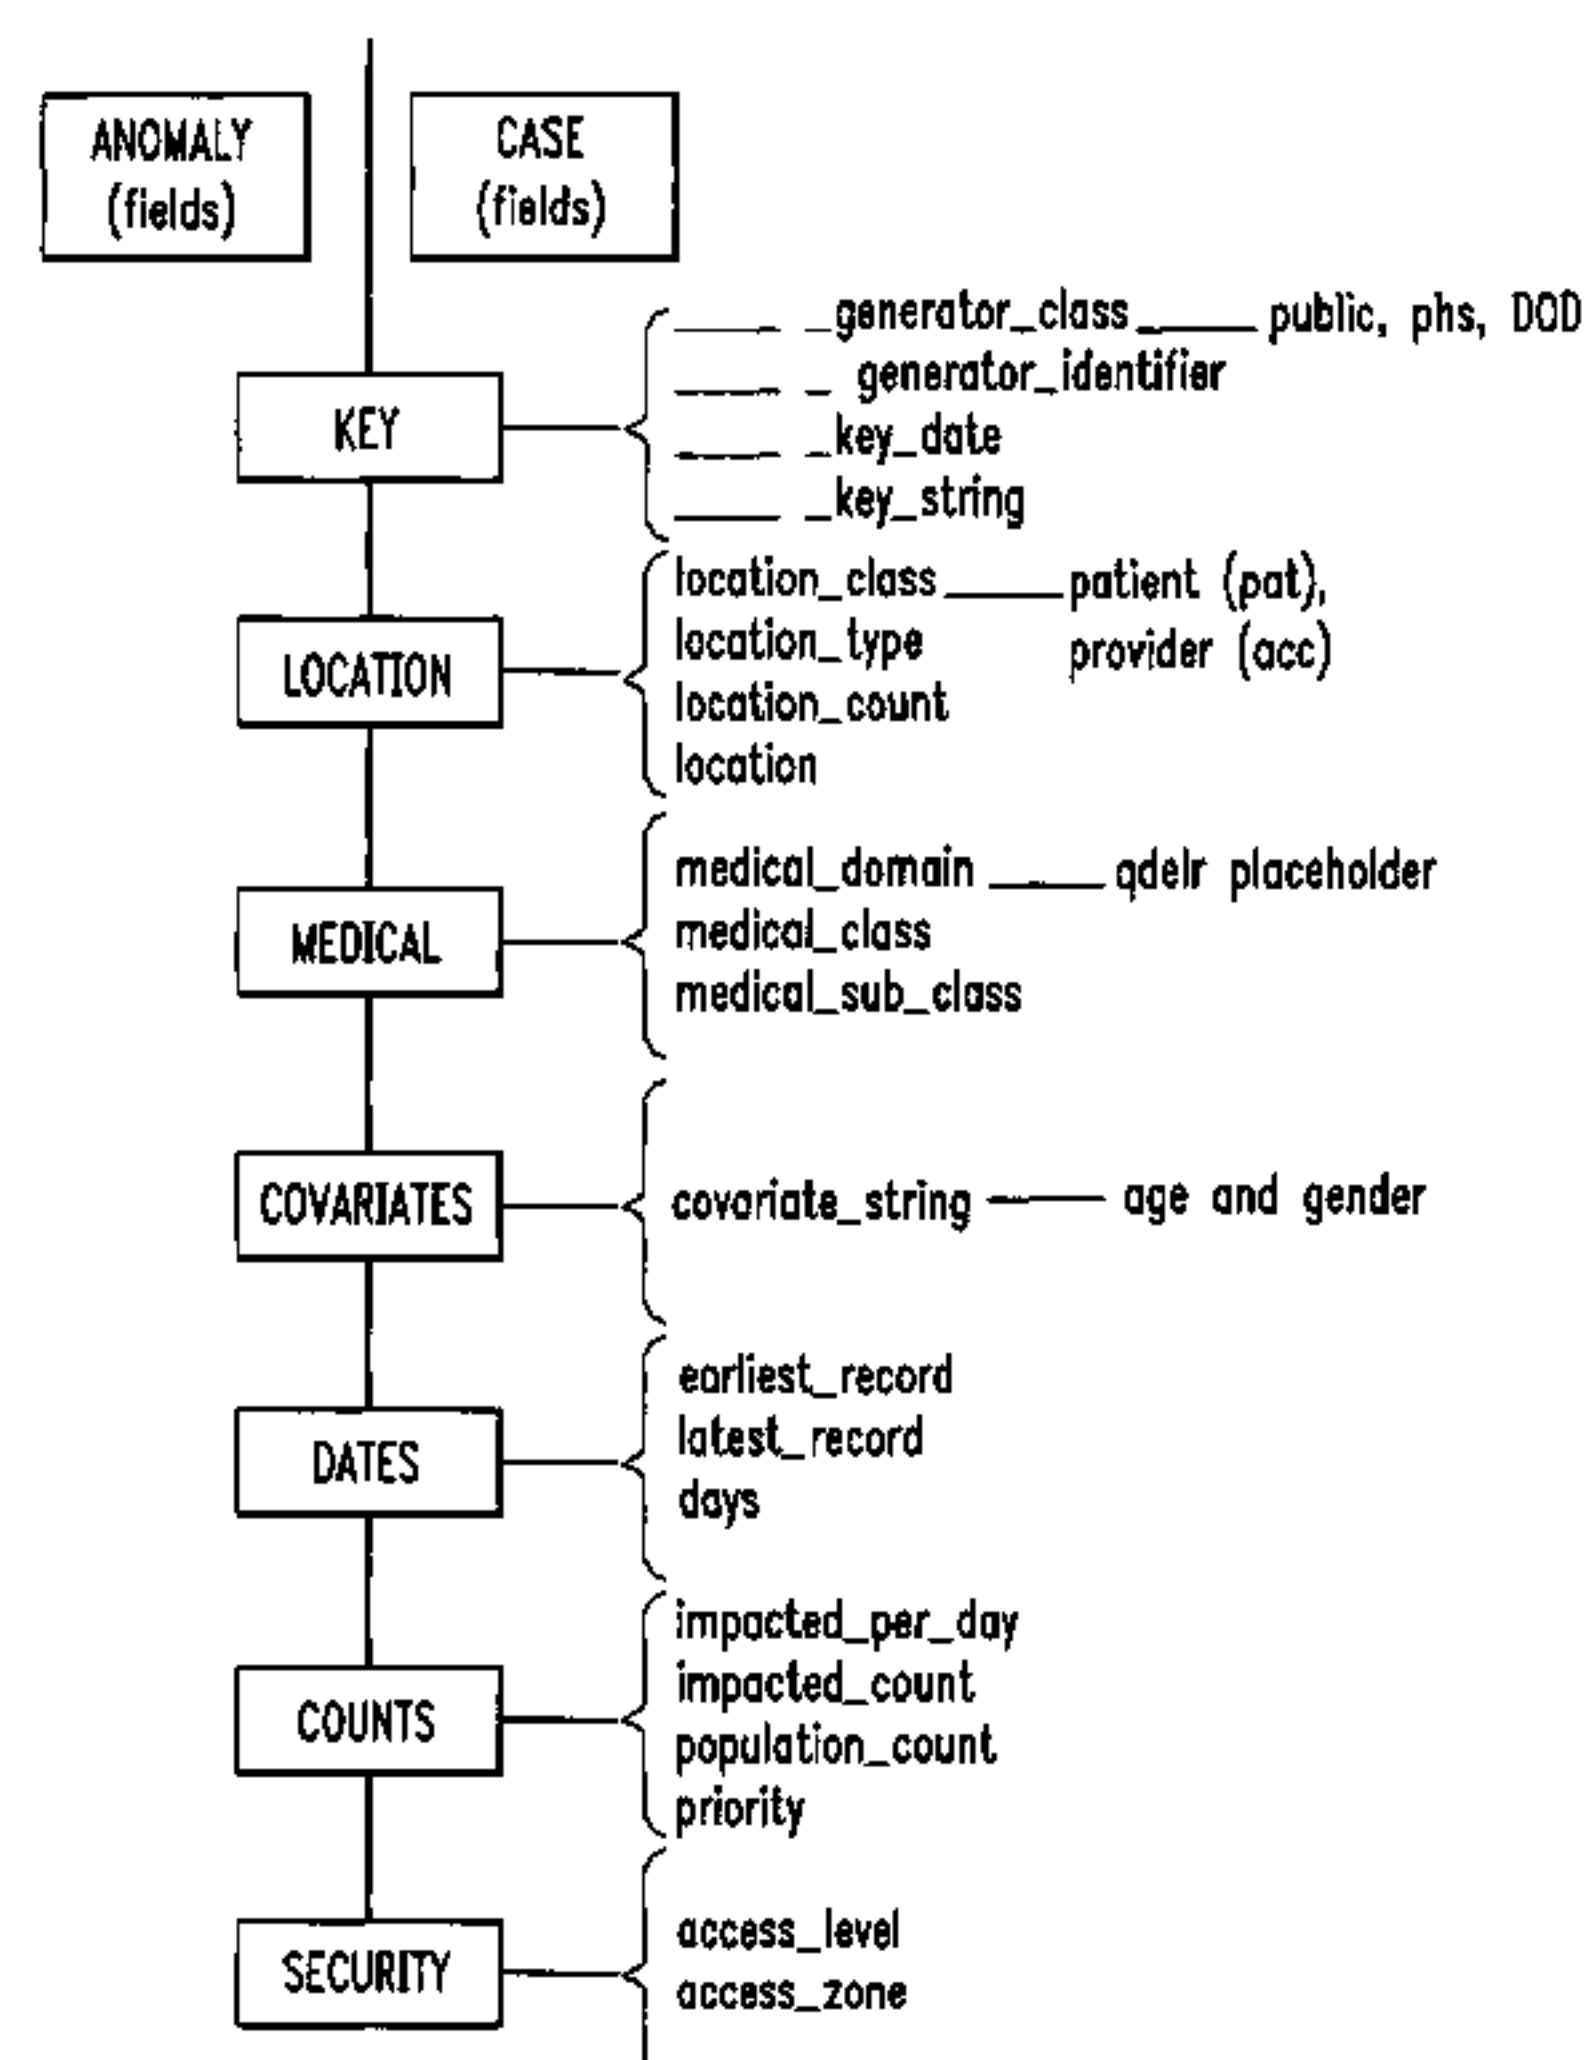 ANOMALY
(fields)
CASE
(fields)
KEY
_generator_class
public, phs, DOD
_ generator_identifier
_key_date
_key_string
LOCATION
location_class
patient (pat),
provider (acc)
location_type
location_count
location
MEDICAL
medical_domain
qdelr placeholder
medical_class
medical_sub_class
COVARIATES
covariate_string
age and gender
DATES
earliest_record
latest_record
days
COUNTS
impacted_per_day
impacted_count
population_count
priority
SECURITY
access_level
access_zone